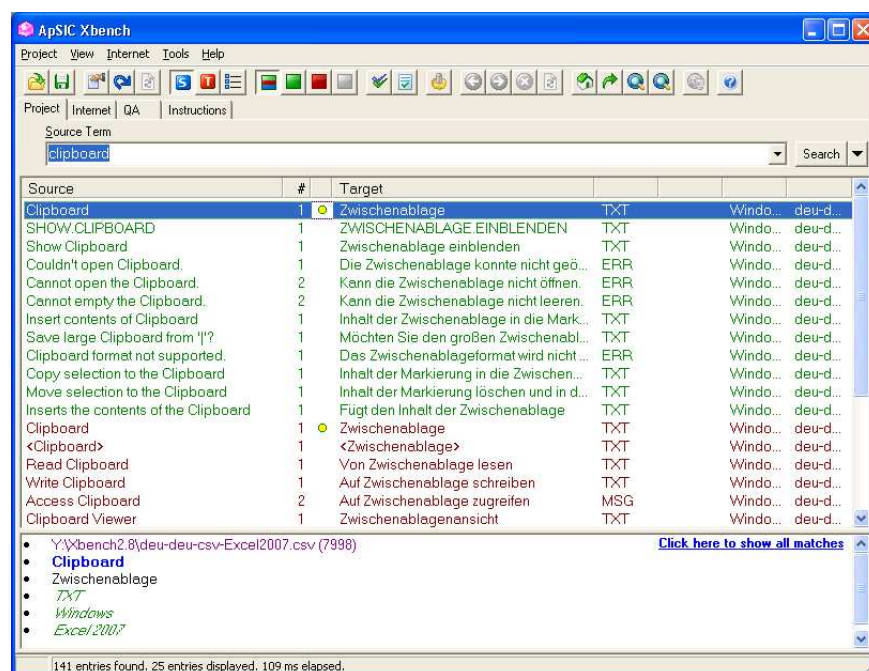 ApSIC Xbench
Project View Internet Tools Help
Project Internet QA Instructions
Source Term
clipboard Search
Source # Target
Clipboard 1 Zwischenablage TXT Windo... deu-d...
SHOW.CLIPBOARD 1 ZWISCHENABLAGE.EINBLENDEN TXT Windo... deu-d...
Show Clipboard 1 Zwischenablage einblenden TXT Windo... deu-d...
Couldn't open Clipboard. 1 Die Zwischenablage konnte nicht geö... ERR Windo... deu-d...
Cannot open the Clipboard. 2 Kann die Zwischenablage nicht öffnen. ERR Windo... deu-d...
Cannot empty the Clipboard. 2 Kann die Zwischenablage nicht leeren. ERR Windo... deu-d...
Insert contents of Clipboard 1 Inhalt der Zwischenablage in die Mark... TXT Windo... deu-d...
Save large Clipboard from '|'? 1 Möchten Sie den großen Zwischenabl... TXT Windo... deu-d...
Clipboard format not supported. 1 Das Zwischenablageformat wird nicht ... ERR Windo... deu-d...
Copy selection to the Clipboard 1 Inhalt der Markierung in die Zwischen... TXT Windo... deu-d...
Move selection to the Clipboard 1 Inhalt der Markierung löschen und in d... TXT Windo... deu-d...
Inserts the contents of the Clipboard 1 Fügt den Inhalt der Zwischenablage TXT Windo... deu-d...
Clipboard 1 Zwischenablage TXT Windo... deu-d...
<Clipboard> 1 <Zwischenablage> TXT Windo... deu-d...
Read Clipboard 1 Von Zwischenablage lesen TXT Windo... deu-d...
Write Clipboard 1 Auf Zwischenablage schreiben TXT Windo... deu-d...
Access Clipboard 2 Auf Zwischenablage zugreifen MSG Windo... deu-d...
Clipboard Viewer 1 Zwischenablagenansicht TXT Windo... deu-d...
Y:\Xbench2.8\deu-deu-csv-Excel2007.csv (7998) Click here to show all matches
Clipboard
Zwischenablage
TXT
Windows
Excel 2007
141 entries found. 25 entries displayed. 109 ms elapsed.